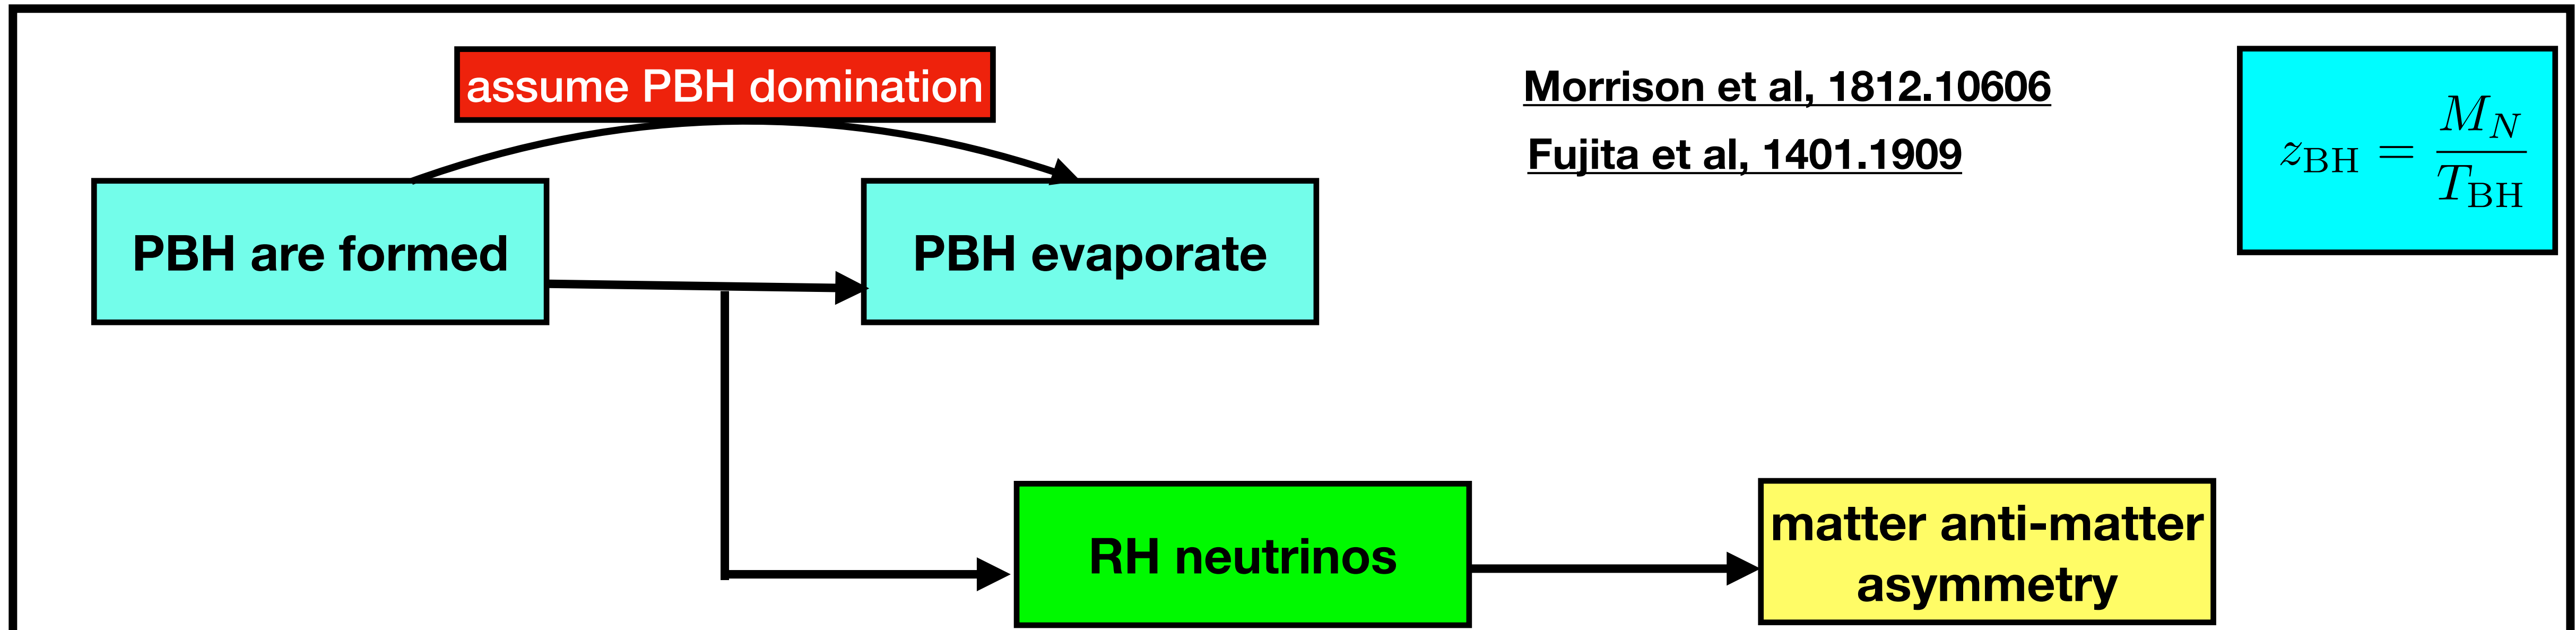 assume PBH domination
Morrison et al, 1812.10606
Fujita et al, 1401.1909
z_BH = M_N / T_BH
PBH are formed
PBH evaporate
RH neutrinos
matter anti-matter
asymmetry